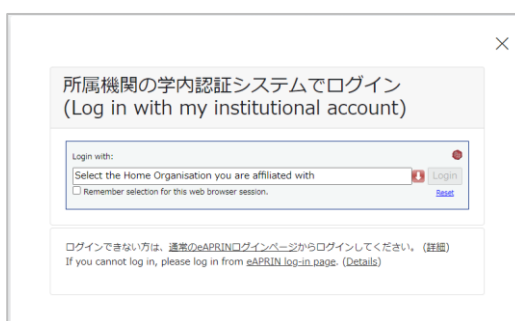 所属機関の学内認証システムでログイン
(Log in with my institutional account)
Login with:
Select the Home Organisation you are affiliated with
Login
Remember selection for this web browser session.
Reset
ログインできない方は、通常のeAPRINログインページからログインしてください。 (詳細)
If you cannot log in, please log in from eAPRIN log-in page. (Details)